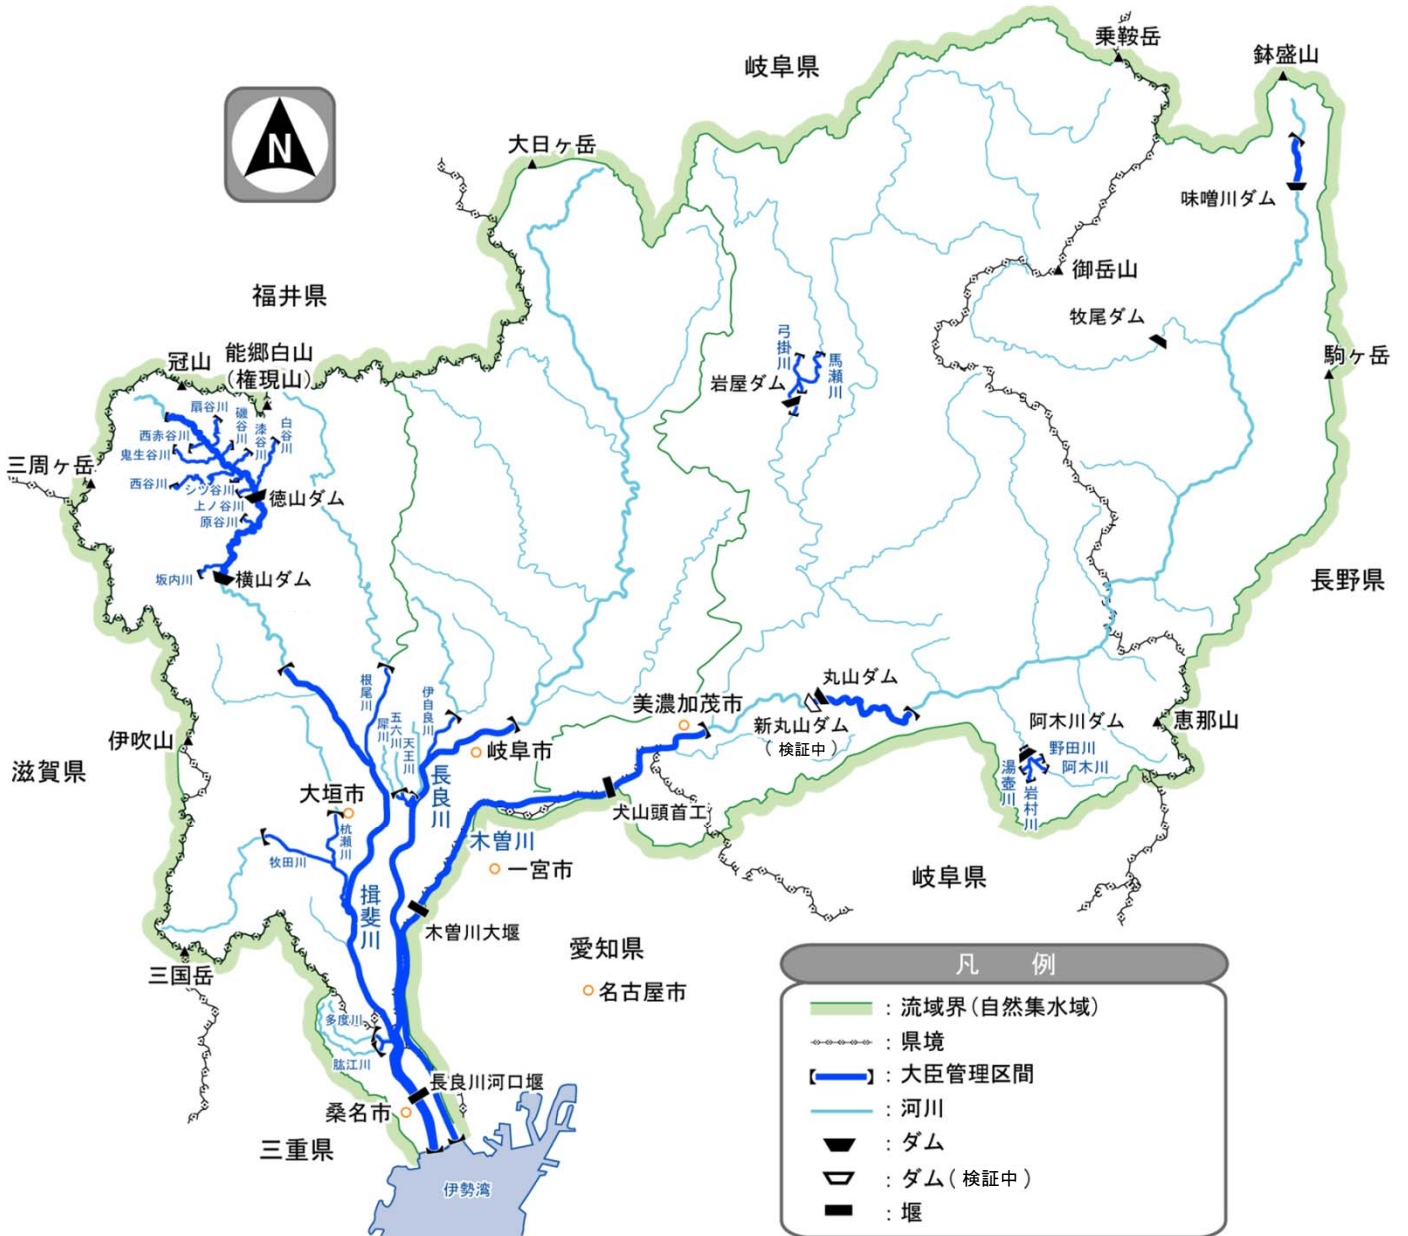 乗鞍岳
鉢盛山
岐阜県
N
大日ヶ岳
味噌川ダム
御岳山
福井県
牧尾ダム
駒ヶ岳
冠山
能郷白山
(権現山)
弓掛川
馬瀬川
岩屋ダム
扇谷川
磯谷川
漆谷川
白谷川
西赤谷川
鬼生谷川
三周ヶ岳
西谷川
シツ谷川
徳山ダム
上ノ谷川
原谷川
坂内川
横山ダム
長野県
根尾川
伊自良川
五六川
犀川
天王川
丸山ダム
美濃加茂市
新丸山ダム
( 検証中 )
阿木川ダム
恵那山
伊吹山
岐阜市
野田川
阿木川
湯壺川
岩村川
滋賀県
長良川
大垣市
犬山頭首工
杭瀬川
木曽川
牧田川
一宮市
岐阜県
揖斐川
木曽川大堰
愛知県
三国岳
名古屋市
多度川
肱江川
長良川河口堰
桑名市
三重県
伊勢湾
凡 例
: 流域界(自然集水域)
: 県境
: 大臣管理区間
: 河川
: ダム
: ダム( 検証中 )
: 堰